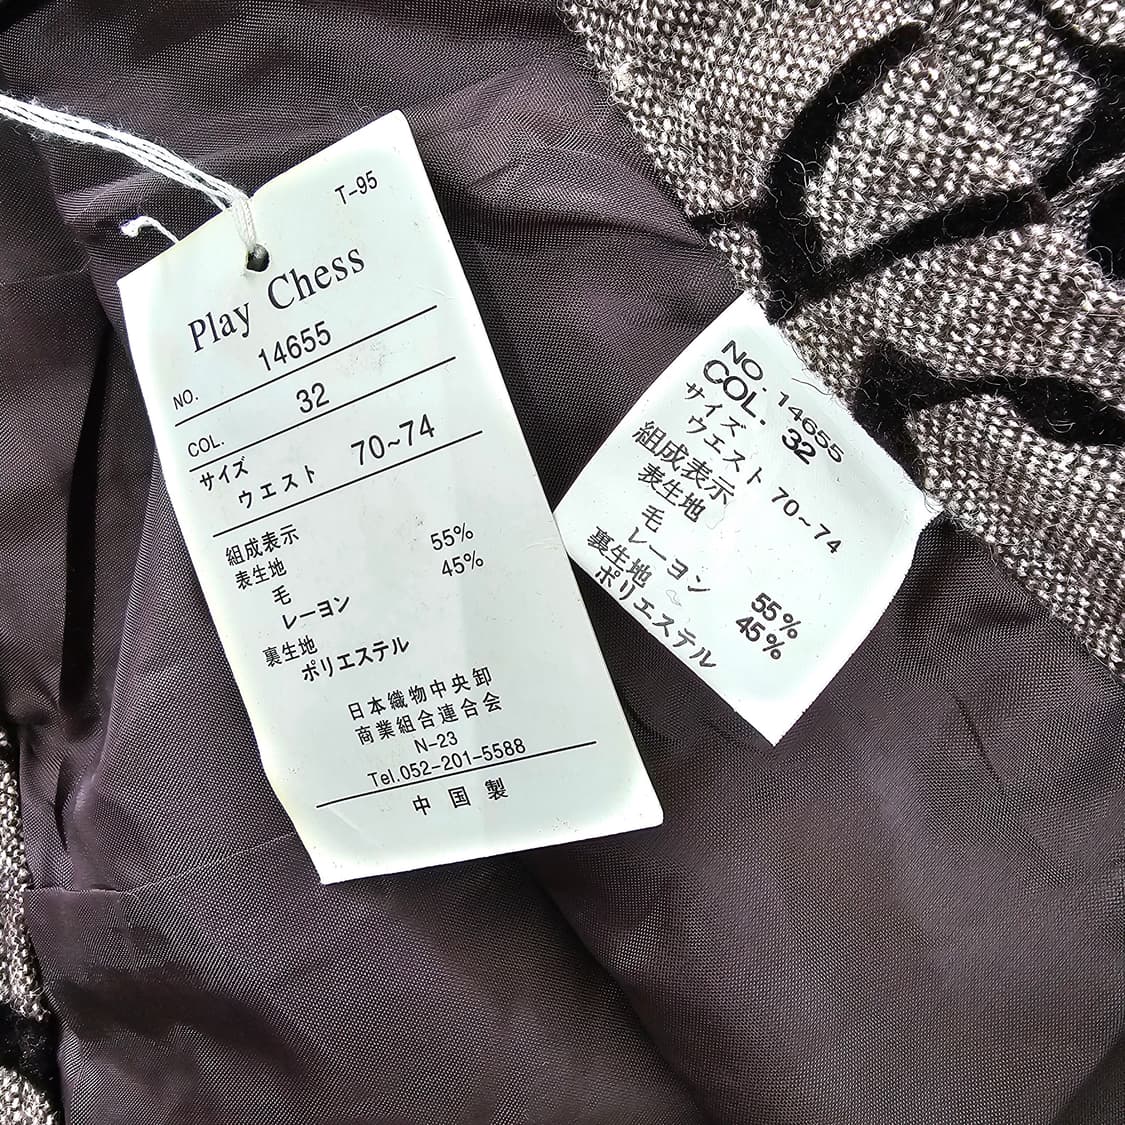 T-95
Play Chess
NO. 14655
COL. 32
サイズ
ウエスト 70~74
組成表示
表生地
毛 55%
レーヨン 45%
裏生地
ポリエステル
日本織物中央卸
商業組合連合会
N-23
Tel.052-201-5588
中国製
NO. 14655
COL. 32
サイズ
ウエスト 70~74
組成表示
表生地
毛 55%
レーヨン 45%
裏生地
ポリエステル